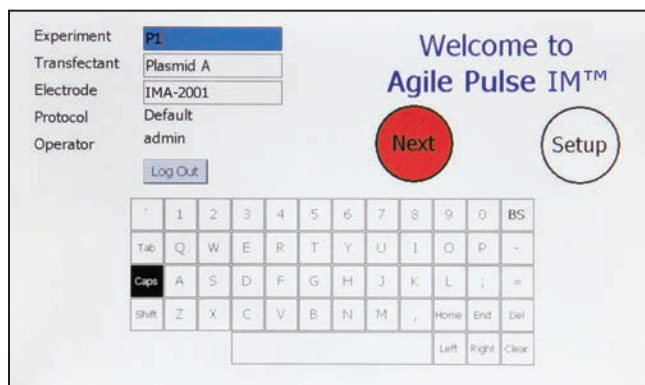 Experiment P1
Transfectant Plasmid A
Electrode IMA-2001
Protocol Default
Operator admin
Log Out
Welcome to
Agile Pulse IM™
Next
Setup
` 1 2 3 4 5 6 7 8 9 0 BS
Tab Q W E R T Y U I O P -
Caps A S D F G H J K L ; =
Shift Z X C V B N M , Home End Del
Left Right Clear